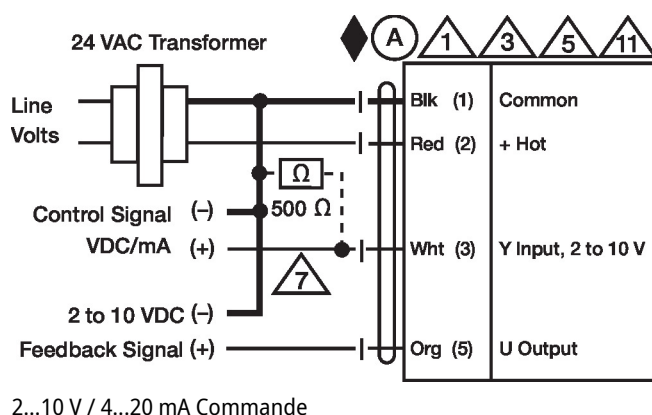 24 VAC Transformer
A 1 3 5 11
Line
Volts
Blk (1) Common
Red (2) + Hot
Ω
500 Ω
Control Signal (–)
VDC/mA (+)
Wht (3) Y Input, 2 to 10 V
7
2 to 10 VDC (–)
Feedback Signal (+)
Org (5) U Output
2...10 V / 4...20 mA Commande